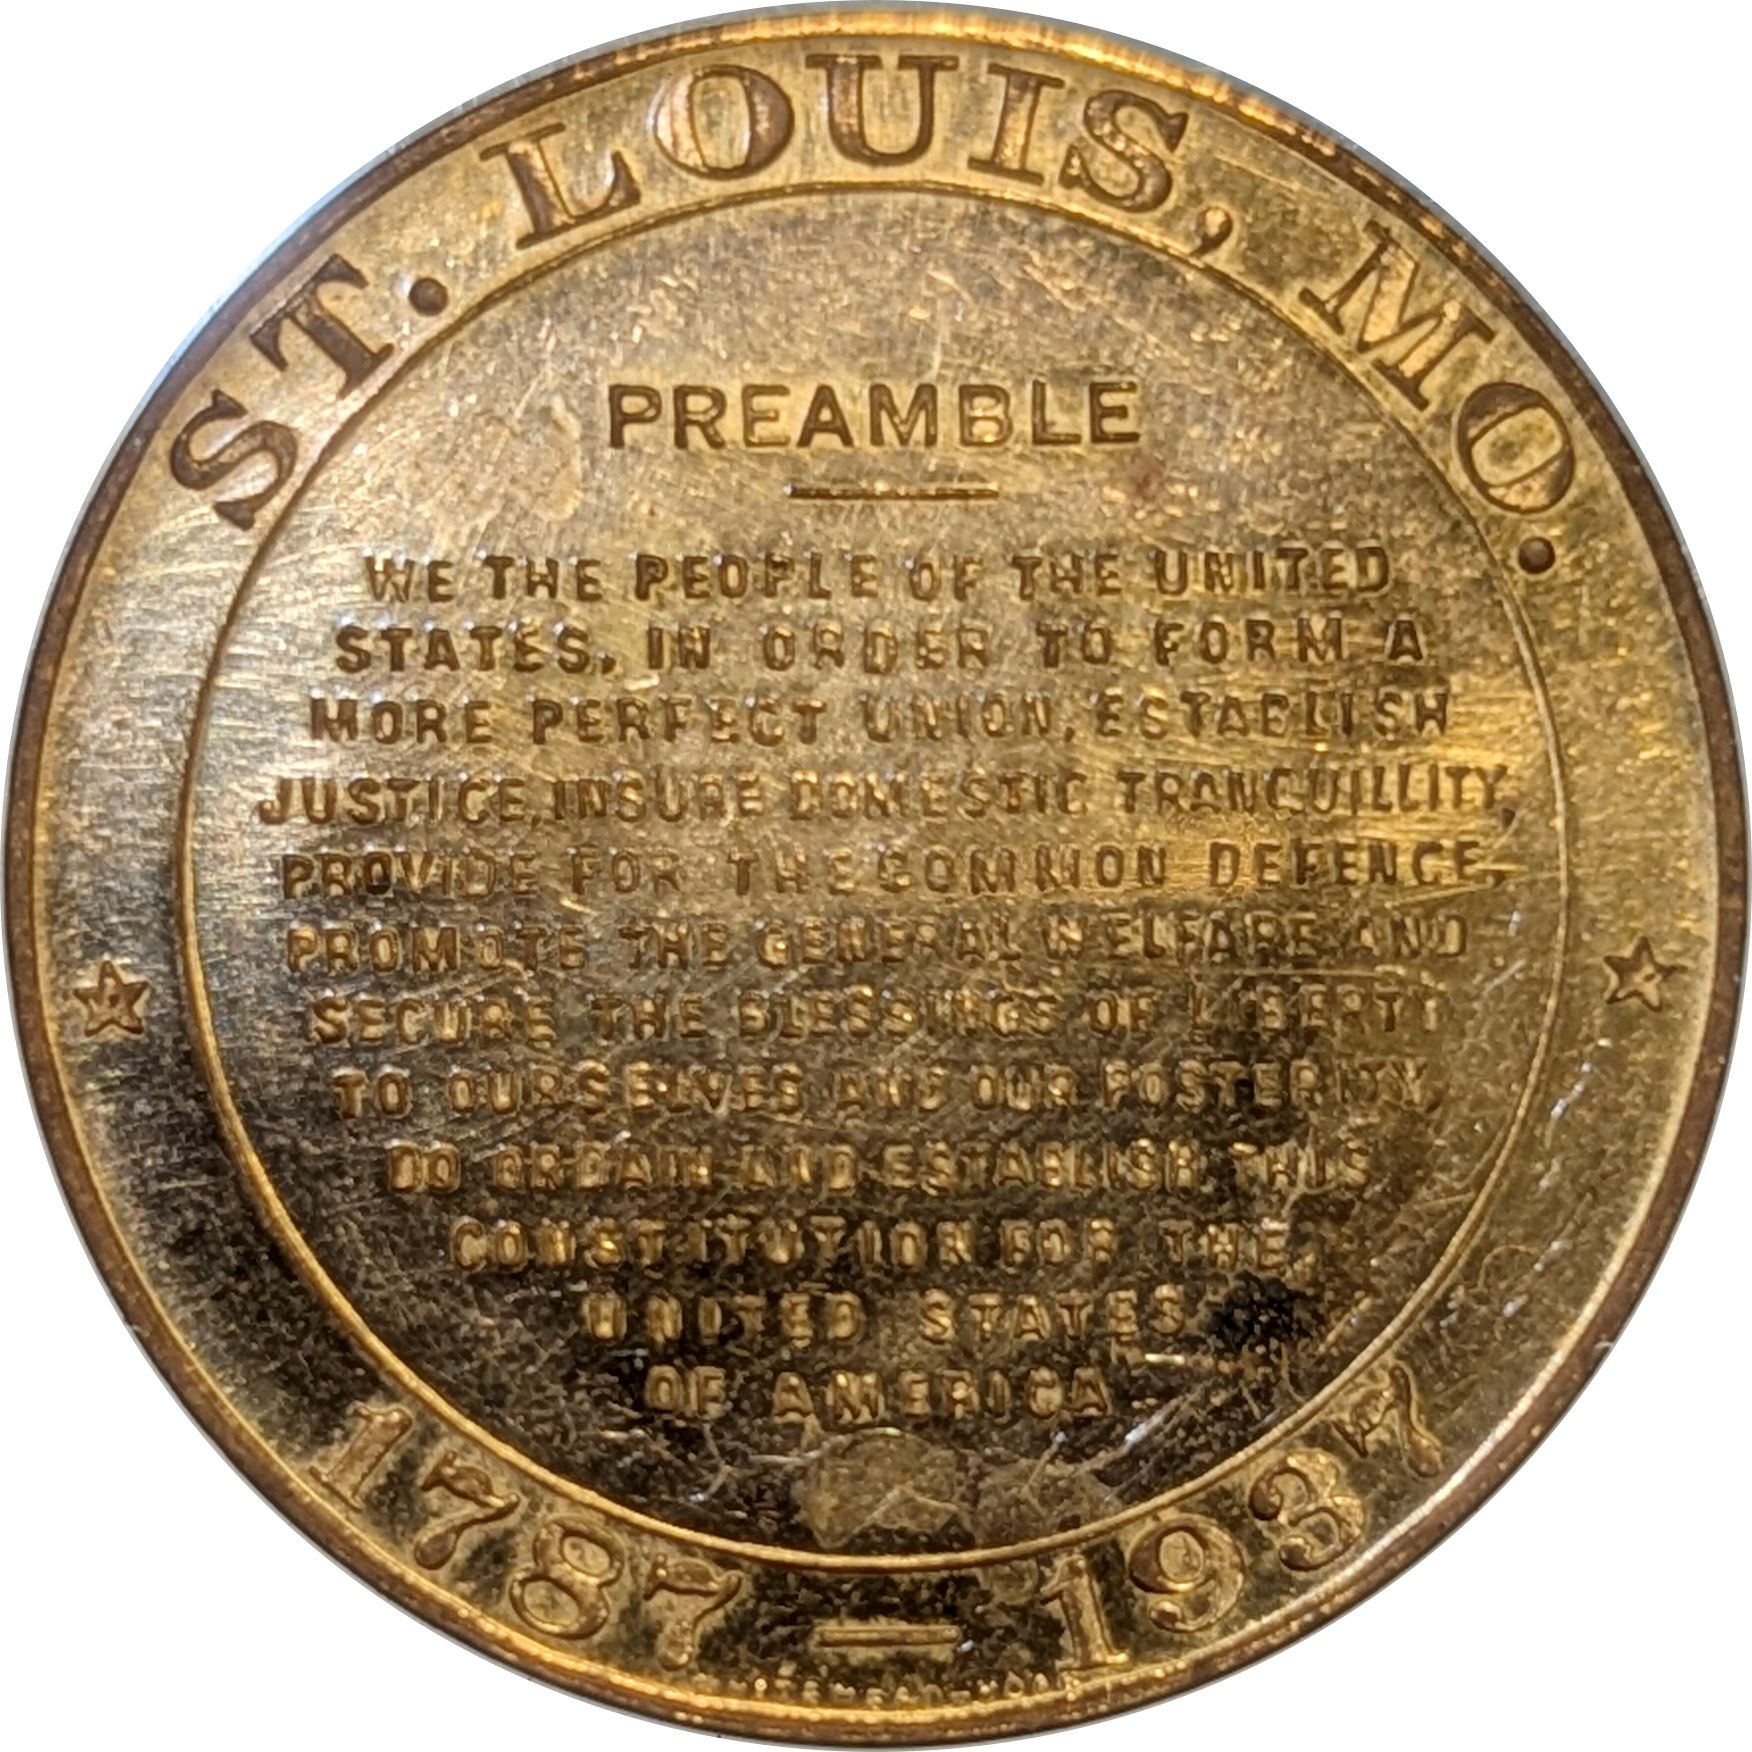 ST. LOUIS, MO.
PREAMBLE
WE THE PEOPLE OF THE UNITED
STATES, IN ORDER TO FORM A
MORE PERFECT UNION, ESTABLISH
JUSTICE, INSURE DOMESTIC TRANQUILLITY,
PROVIDE FOR THE COMMON DEFENCE,
PROMOTE THE GENERAL WELFARE AND
SECURE THE BLESSINGS OF LIBERTY
TO OURSELVES AND OUR POSTERITY,
DO ORDAIN AND ESTABLISH THIS
CONSTITUTION FOR THE
UNITED STATES
OF AMERICA
1787 — 1937